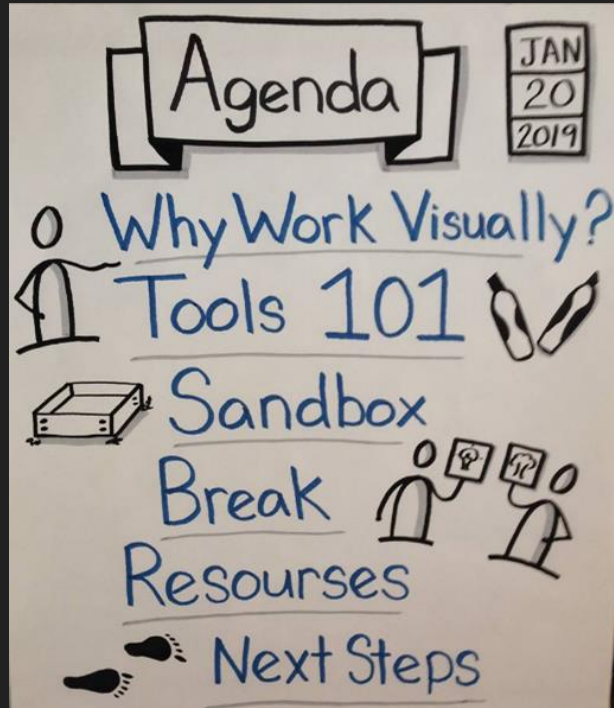 Agenda
JAN
20
2019
Why Work Visually?
Tools 101
Sandbox
Break
Resourses
Next Steps